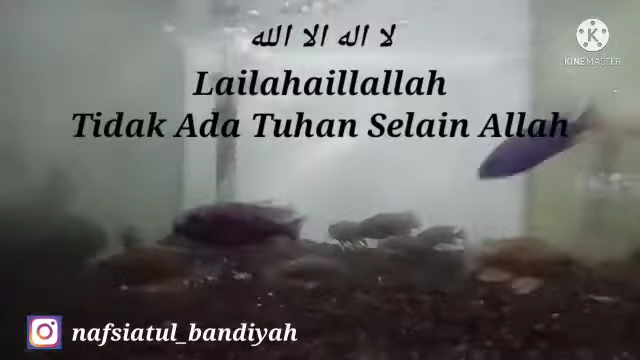 لا اله الا الله
Lailahaillallah
Tidak Ada Tuhan Selain Allah
KINEMASTER
nafsiatul_bandiyah